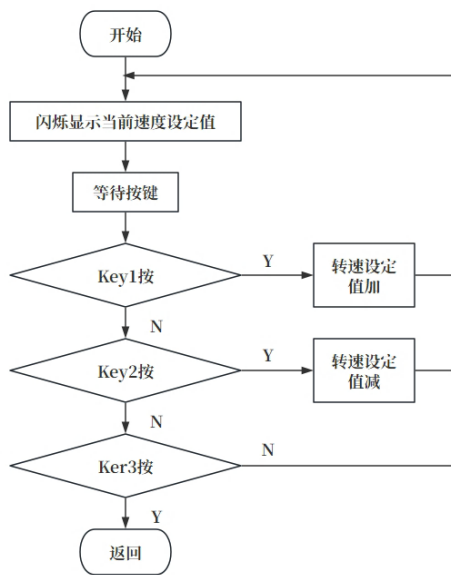 开始
闪烁显示当前速度设定值
等待按键
Key1按
Y
转速设定
值加
N
Key2按
Y
转速设定
值减
N
Ker3按
N
Y
返回